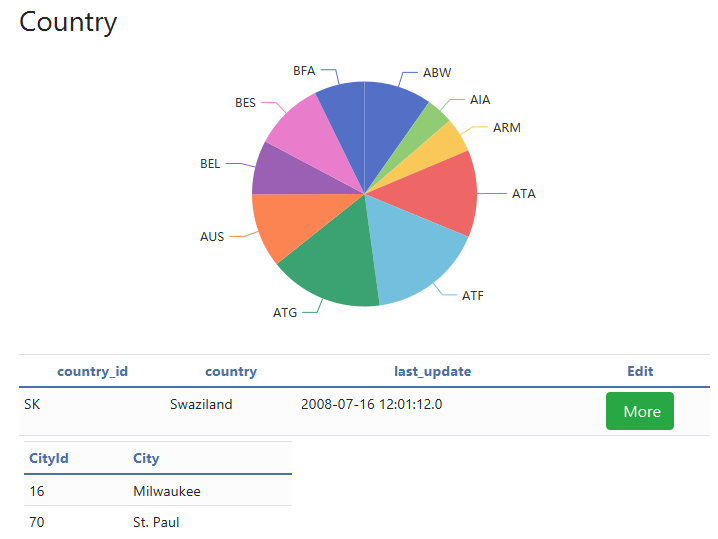 Country
BFA
ABW
BES
AIA
ARM
BEL
ATA
AUS
ATF
ATG
country_id country last_update Edit
SK Swaziland 2008-07-16 12:01:12.0 More
CityId City
16 Milwaukee
70 St. Paul